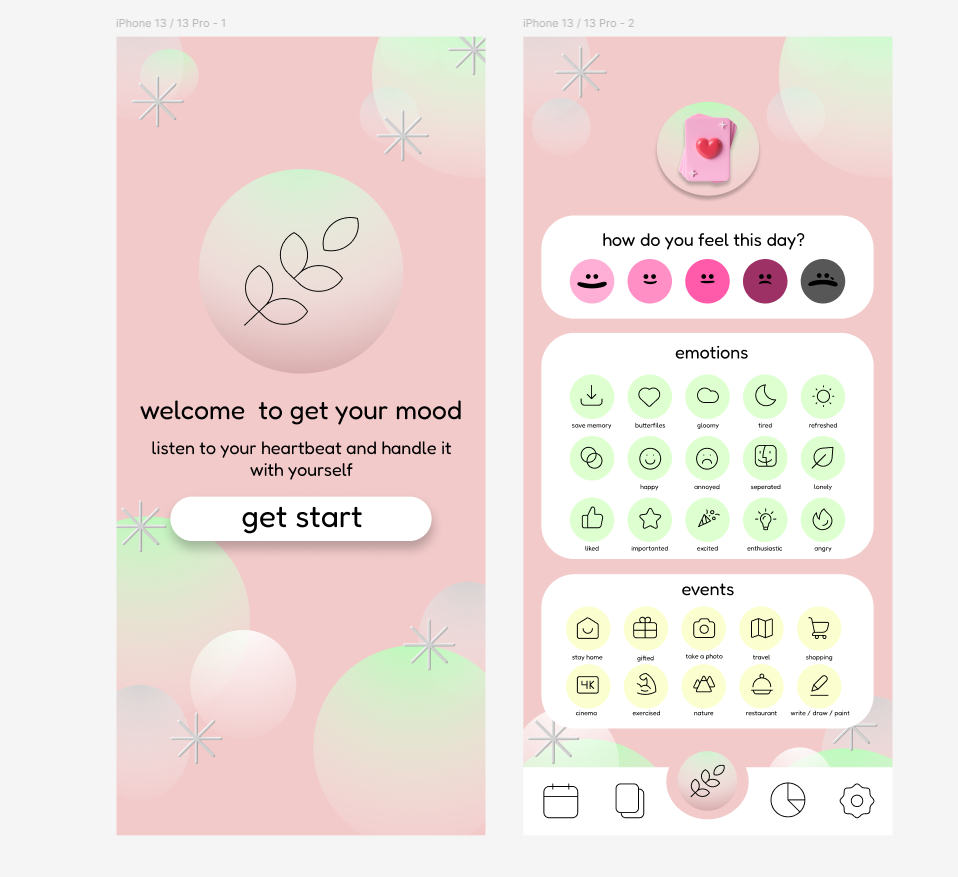 iPhone 13 / 13 Pro - 1
iPhone 13 / 13 Pro - 2
welcome  to get your mood
listen to your heartbeat and handle it
with yourself
get start
how do you feel this day?
emotions
save memory butterfiles gloomy tired refreshed
happy annoyed seperated lonely
liked importanted excited enthusiastic angry
events
stay home gifted take a photo travel shopping
4K
cinema exercised nature restaurant write / draw / paint